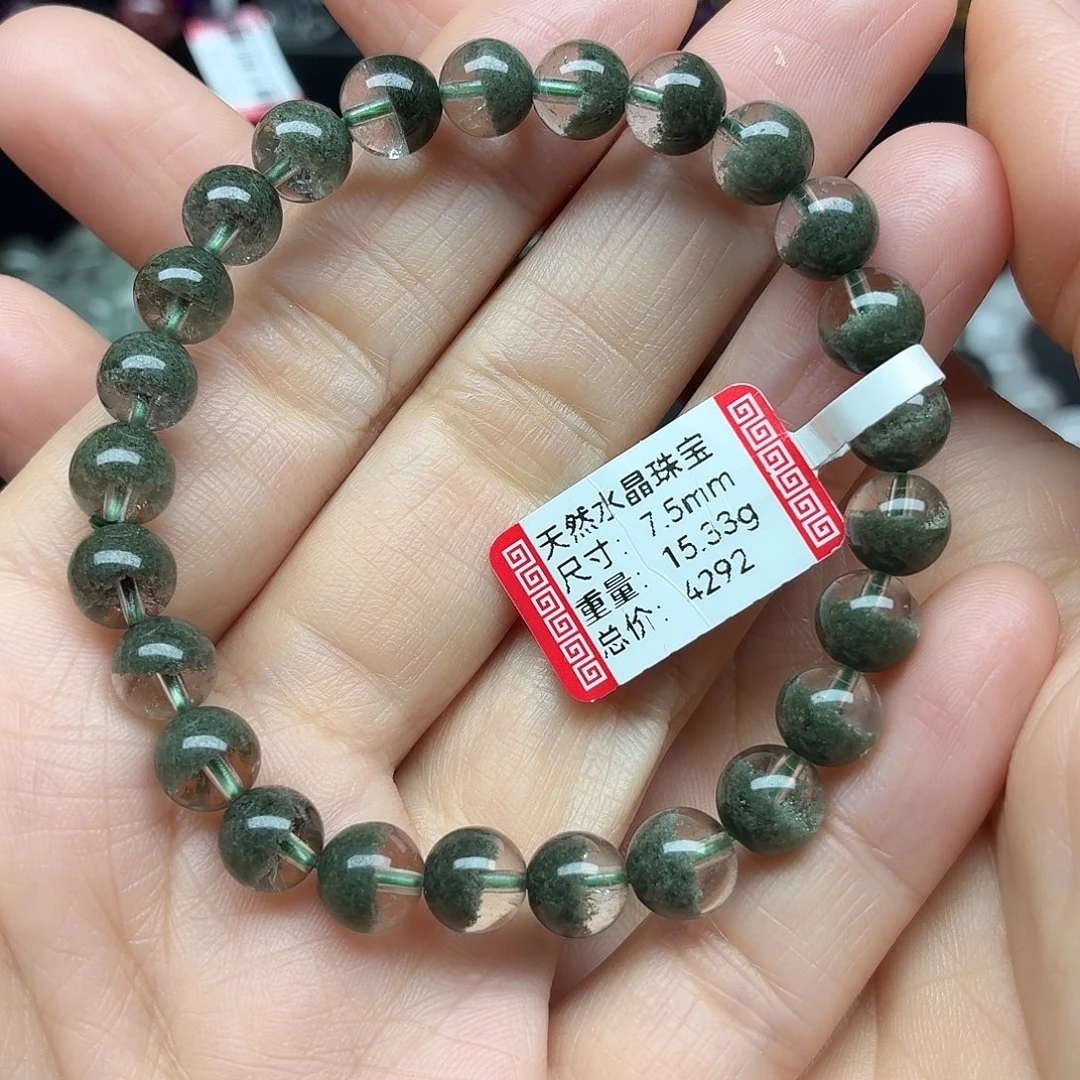 天然水晶珠宝
尺寸: 7.5mm
重量: 15.33g
总价: 4292